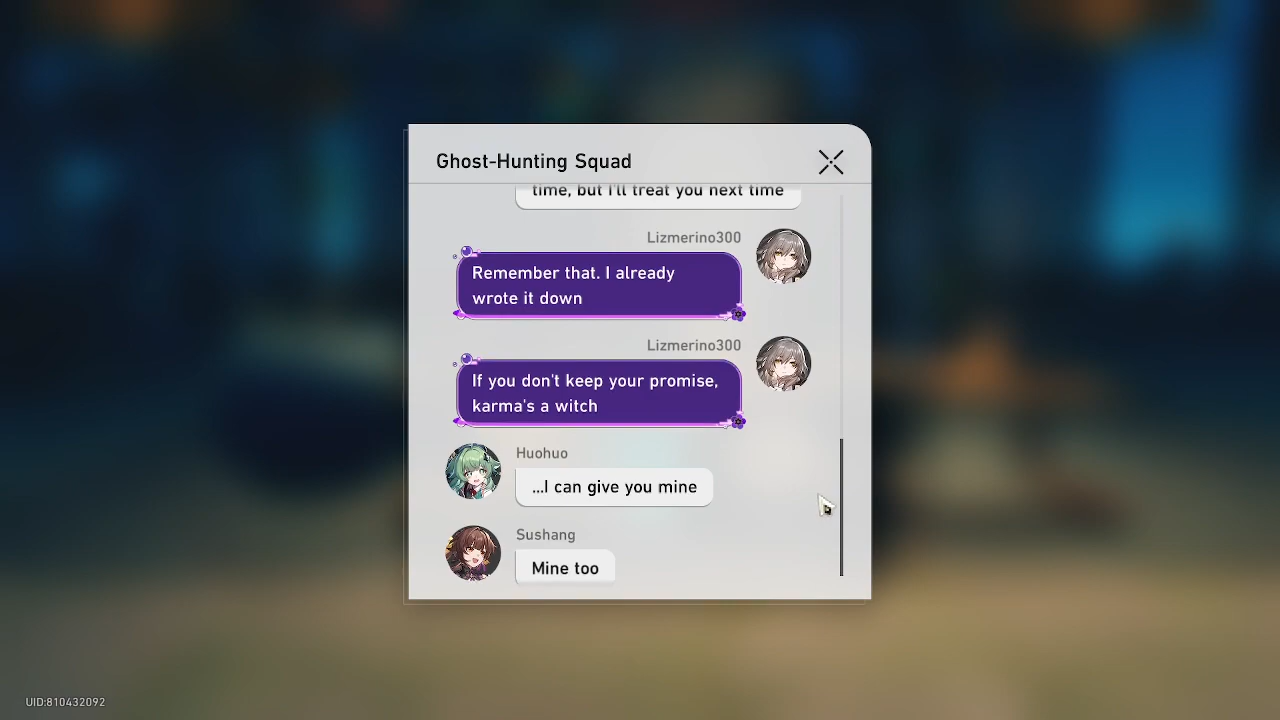 Ghost-Hunting Squad
time, but I'll treat you next time
Lizmerino300
Remember that. I already
wrote it down
Lizmerino300
If you don't keep your promise,
karma's a witch
Huohuo
...I can give you mine
Sushang
Mine too
UID:810432092